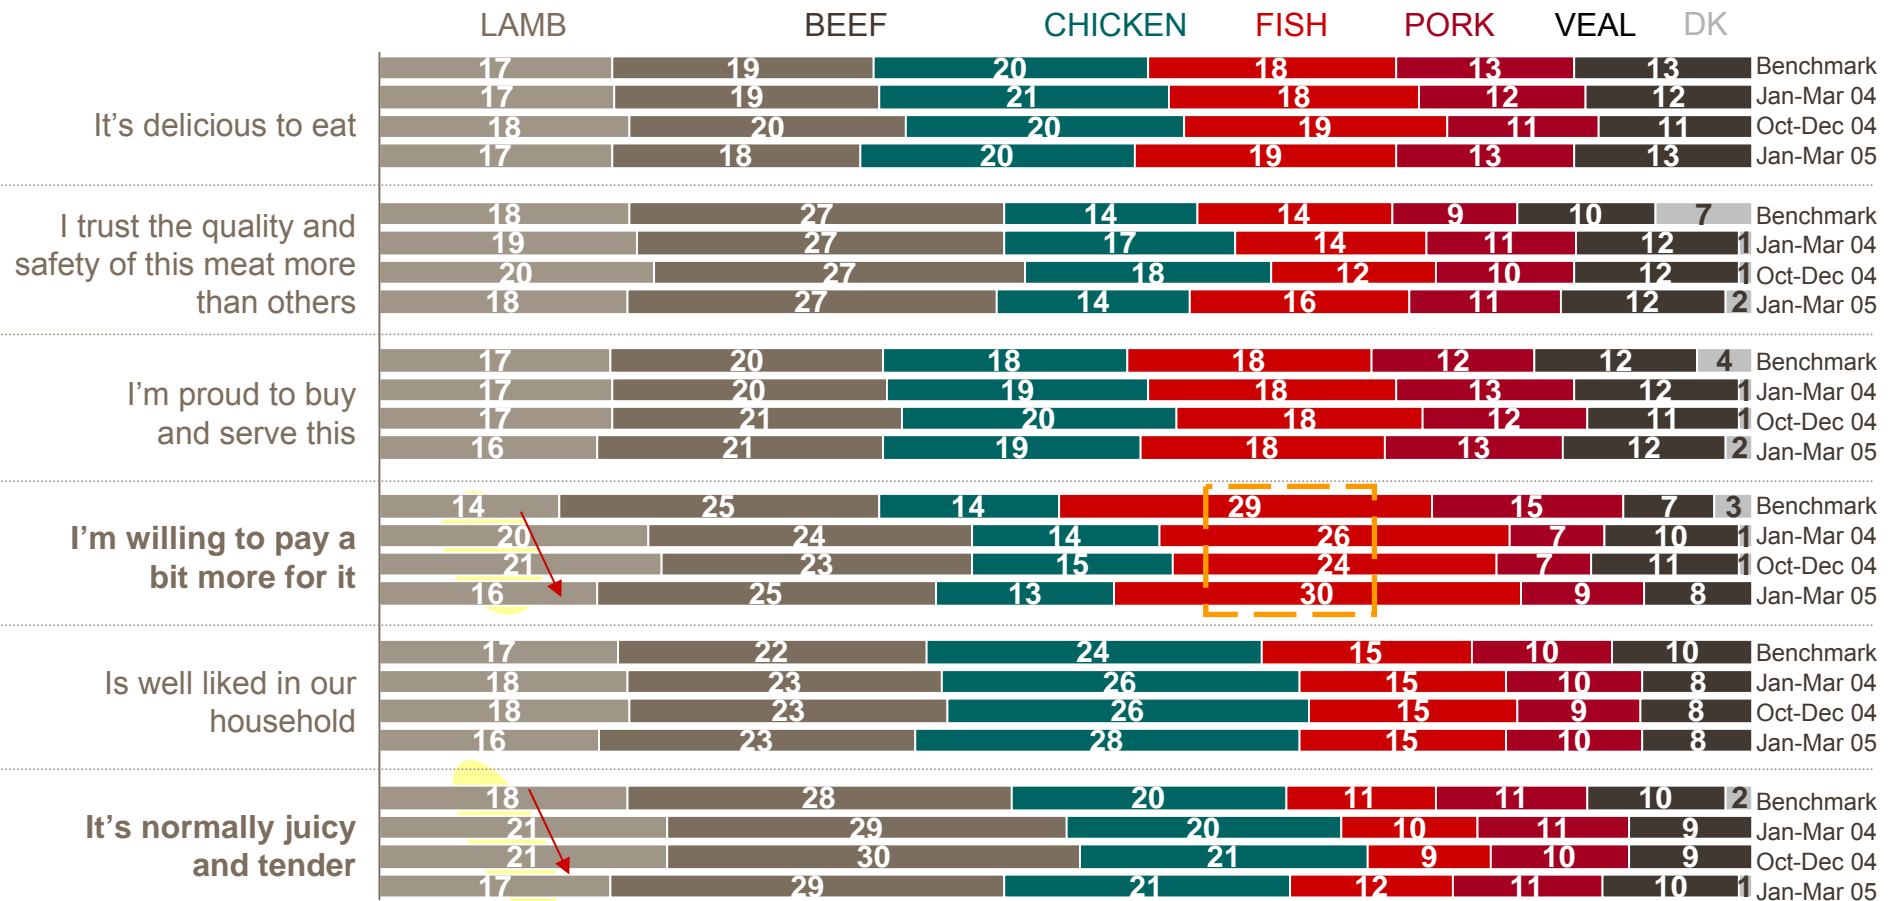 LAMB BEEF CHICKEN FISH PORK VEAL DK
17 19 20 18 13 13 Benchmark
17 19 21 18 12 12 Jan-Mar 04
It's delicious to eat
18 20 20 19 11 11 Oct-Dec 04
17 18 20 19 13 13 Jan-Mar 05
18 27 14 14 9 10 7 Benchmark
I trust the quality and
19 27 17 14 11 12 1 Jan-Mar 04
safety of this meat more
20 27 18 12 10 12 1 Oct-Dec 04
than others
18 27 14 16 11 12 2 Jan-Mar 05
17 20 18 18 12 12 4 Benchmark
I'm proud to buy
17 20 19 18 13 12 1 Jan-Mar 04
17 21 20 18 12 11 1 Oct-Dec 04
and serve this
16 21 19 18 13 12 2 Jan-Mar 05
14 25 14 29 15 7 3 Benchmark
I'm willing to pay a
20 24 14 26 7 10 1 Jan-Mar 04
bit more for it
21 23 15 24 7 11 1 Oct-Dec 04
16 25 13 30 9 8 Jan-Mar 05
17 22 24 15 10 10 Benchmark
Is well liked in our
18 23 26 15 10 8 Jan-Mar 04
household
18 23 26 15 9 8 Oct-Dec 04
16 23 28 15 10 8 Jan-Mar 05
18 28 20 11 11 10 2 Benchmark
It's normally juicy
21 29 20 10 11 9 Jan-Mar 04
and tender
21 30 21 9 10 9 Oct-Dec 04
17 29 21 12 11 10 1 Jan-Mar 05